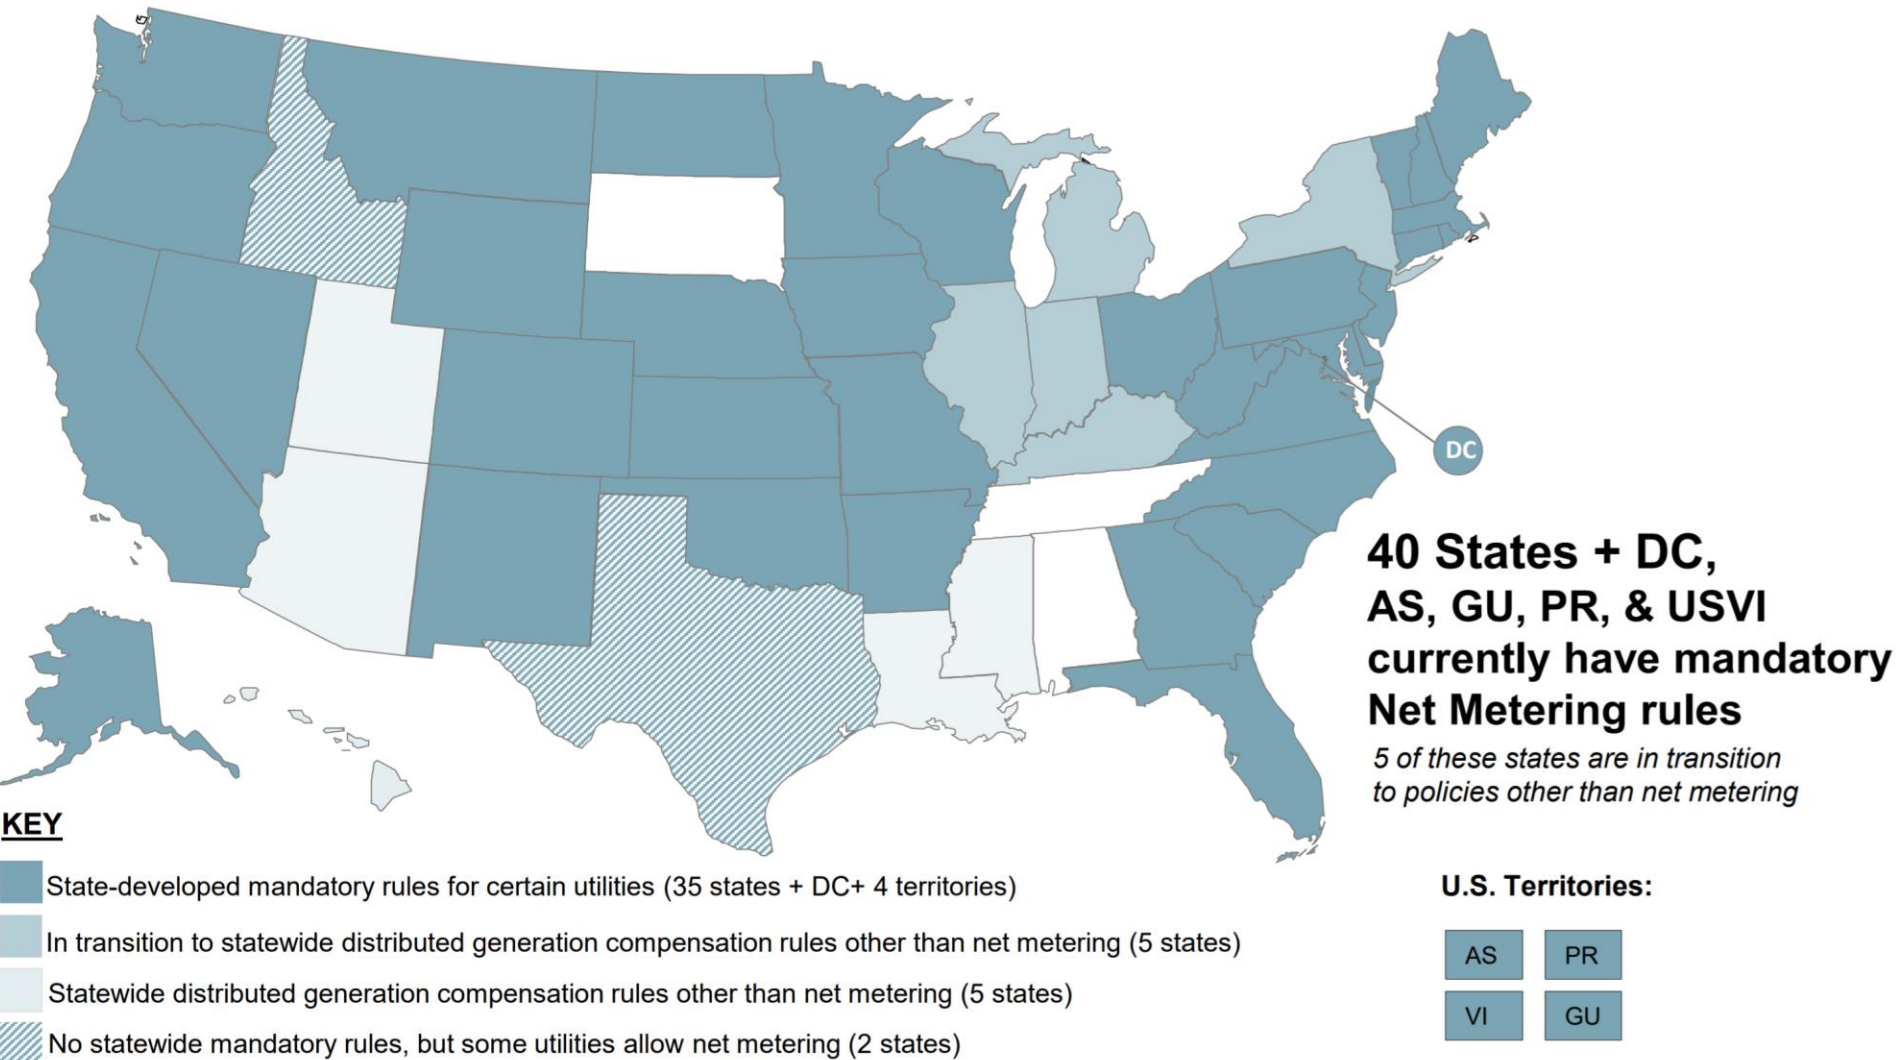 DC
40 States + DC,
AS, GU, PR, & USVI
currently have mandatory
Net Metering rules
5 of these states are in transition
to policies other than net metering
KEY
State-developed mandatory rules for certain utilities (35 states + DC+ 4 territories)
In transition to statewide distributed generation compensation rules other than net metering (5 states)
Statewide distributed generation compensation rules other than net metering (5 states)
No statewide mandatory rules, but some utilities allow net metering (2 states)
U.S. Territories:
AS PR
VI GU